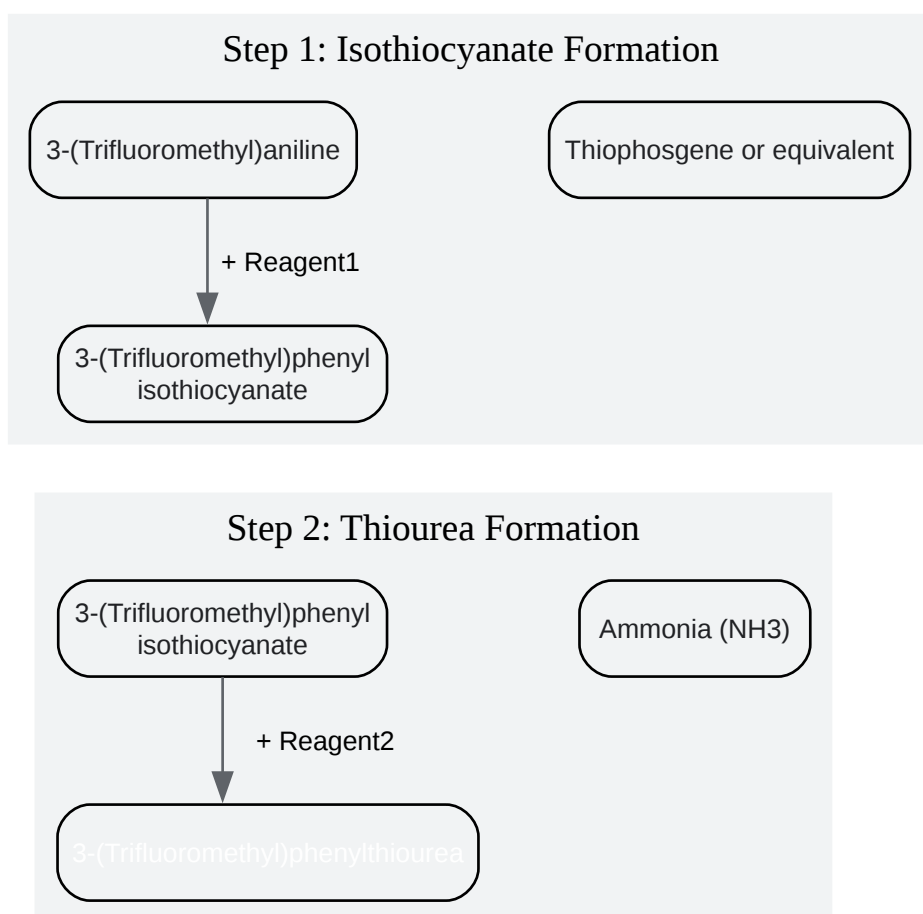 Step 1: Isothiocyanate Formation
3-(Trifluoromethyl)aniline
Thiophosgene or equivalent
+ Reagent1
3-(Trifluoromethyl)phenyl
isothiocyanate
Step 2: Thiourea Formation
3-(Trifluoromethyl)phenyl
isothiocyanate
Ammonia (NH3)
+ Reagent2
3-(Trifluoromethyl)phenylthiourea